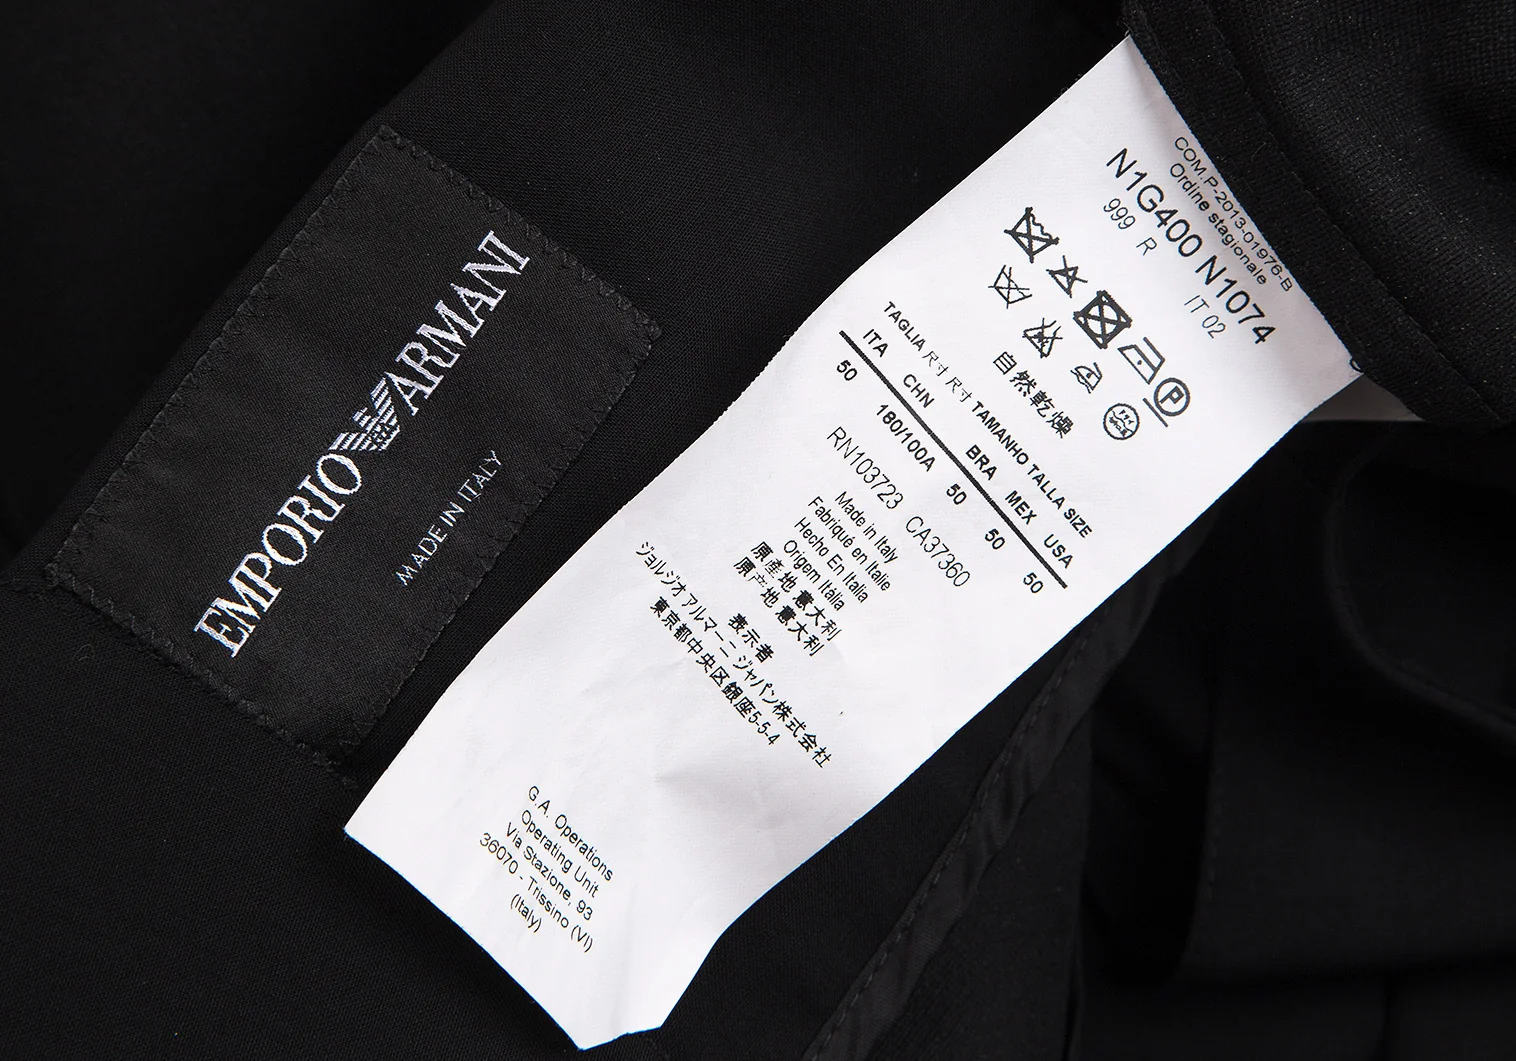 EMPORIO ARMANI
MADE IN ITALY
COM.P-2013-01976-B
Ordine stagionale
N1G400 N1074
999 R IT 02
P
自然乾燥
TAGLIA 尺寸 尺寸 TAMANHO TALLA SIZE
ITA CHN BRA MEX USA
50 180/100A 50 50 50
RN103723 CA37360
Made in Italy
Fabriqué en Italie
Hecho En Italia
Origem Itália
原産地 意大利
原产地 意大利
表示者
ジョルジオアルマーニ ジャパン株式会社
東京都中央区銀座5-5-4
G.A. Operations
Operating Unit
Via Stazione, 93
36070 - Trissino (VI)
(Italy)